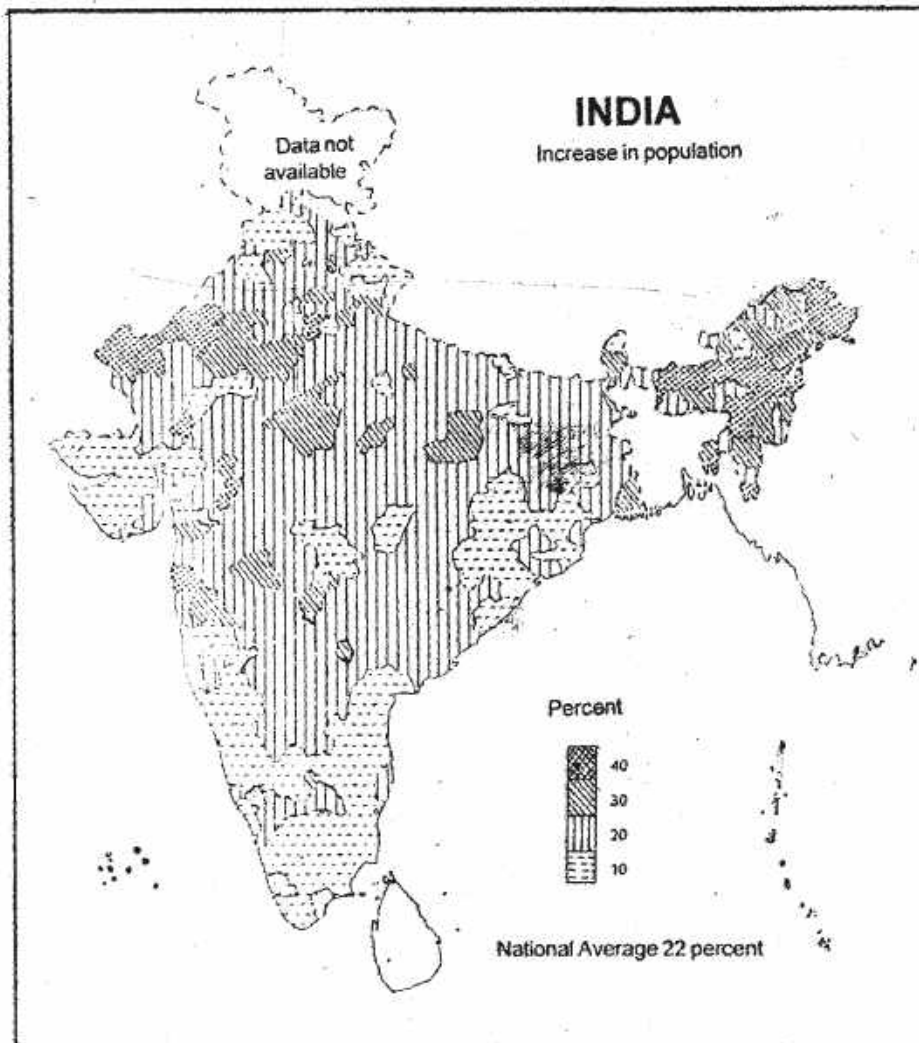 INDIA
Increase in population
Data not
available
Percent
40
30
20
10
National Average 22 percent